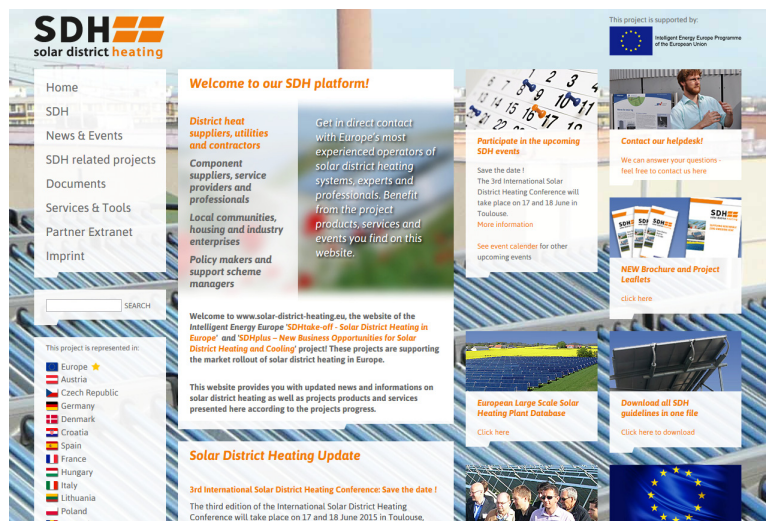 SDH
solar district heating
This project is supported by:
Intelligent Energy Europe Programme
of the European Union
Home
SDH
News & Events
SDH related projects
Documents
Services & Tools
Partner Extranet
Imprint
SEARCH
This project is represented in:
Europe
Austria
Czech Republic
Germany
Denmark
Croatia
Spain
France
Hungary
Italy
Lithuania
Poland
Welcome to our SDH platform!
District heat
suppliers, utilities
and contractors
Component
suppliers, service
providers and
professionals
Local communities,
housing and industry
enterprises
Policy makers and
support scheme
managers
Get in direct contact
with Europe's most
experienced operators of
solar district heating
systems, experts and
professionals. Benefit
from the project
products, services and
events you find on this
website.
Welcome to www.solar-district-heating.eu, the website of the
Intelligent Energy Europe 'SDHtake-off - Solar District Heating in
Europe' and 'SDHplus – New Business Opportunities for Solar
District Heating and Cooling' project! These projects are supporting
the market rollout of solar district heating in Europe.
This website provides you with updated news and informations on
solar district heating as well as projects products and services
presented here according to the projects progress.
Solar District Heating Update
3rd International Solar District Heating Conference: Save the date !
The third edition of the International Solar District Heating
Conference will take place on 17 and 18 June 2015 in Toulouse,
1 2 3 4
8 9 10 11
14 15 16 17
Participate in the upcoming
SDH events
Save the date !
The 3rd International Solar
District Heating Conference will
take place on 17 and 18 June in
Toulouse.
More information
See event calender for other
upcoming events
European Large Scale Solar
Heating Plant Database
Click here
Contact our helpdesk!
We can answer your questions -
feel free to contact us here
SDH
NEW Brochure and Project
Leaflets
click here
Download all SDH
guidelines in one file
Click here to download